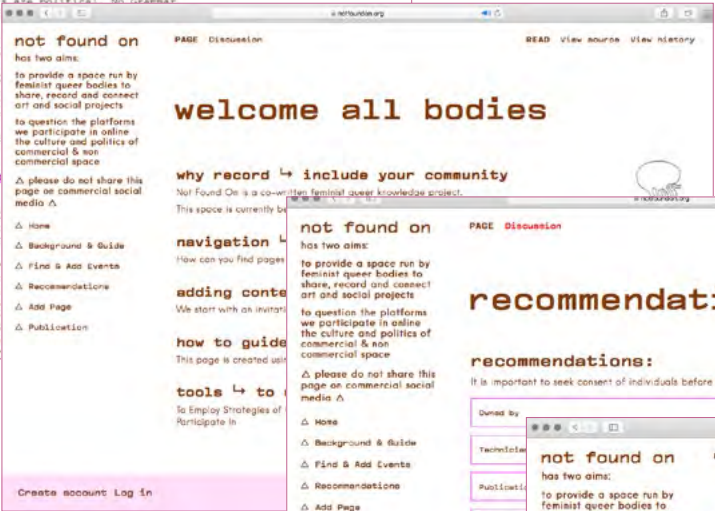 notfoundon.org
not found on
has two aims:
to provide a space run by
feminist queer bodies to
share, record and connect
art and social projects
to question the platforms
we participate in online
the culture and politics of
commercial & non
commercial space
△ please do not share this
page on commercial social
media △
△ Home
△ Background & Guide
△ Find & Add Events
△ Recommendations
△ Add Page
△ Publication
Create account Log in
PAGE Discussion
READ View source View history
welcome all bodies
why record ↳ include your community
Not Found On is a co-written feminist queer knowledge project.
This space is currently be
navigation ↳
How can you find pages
adding conte
We start with an invitati
how to guide
This page is created usin
tools ↳ to
To Employ Strategies of
Participate in
notfoundon.org
not found on
has two aims:
to provide a space run by
feminist queer bodies to
share, record and connect
art and social projects
to question the platforms
we participate in online
the culture and politics of
commercial & non
commercial space
△ please do not share this
page on commercial social
media △
△ Home
△ Background & Guide
△ Find & Add Events
△ Recommendations
△ Add Page
PAGE Discussion
recommendat
recommendations:
It is important to seek consent of individuals before
Owned by
Technicia
Publicati
not found on
has two aims:
to provide a space run by
feminist queer bodies to